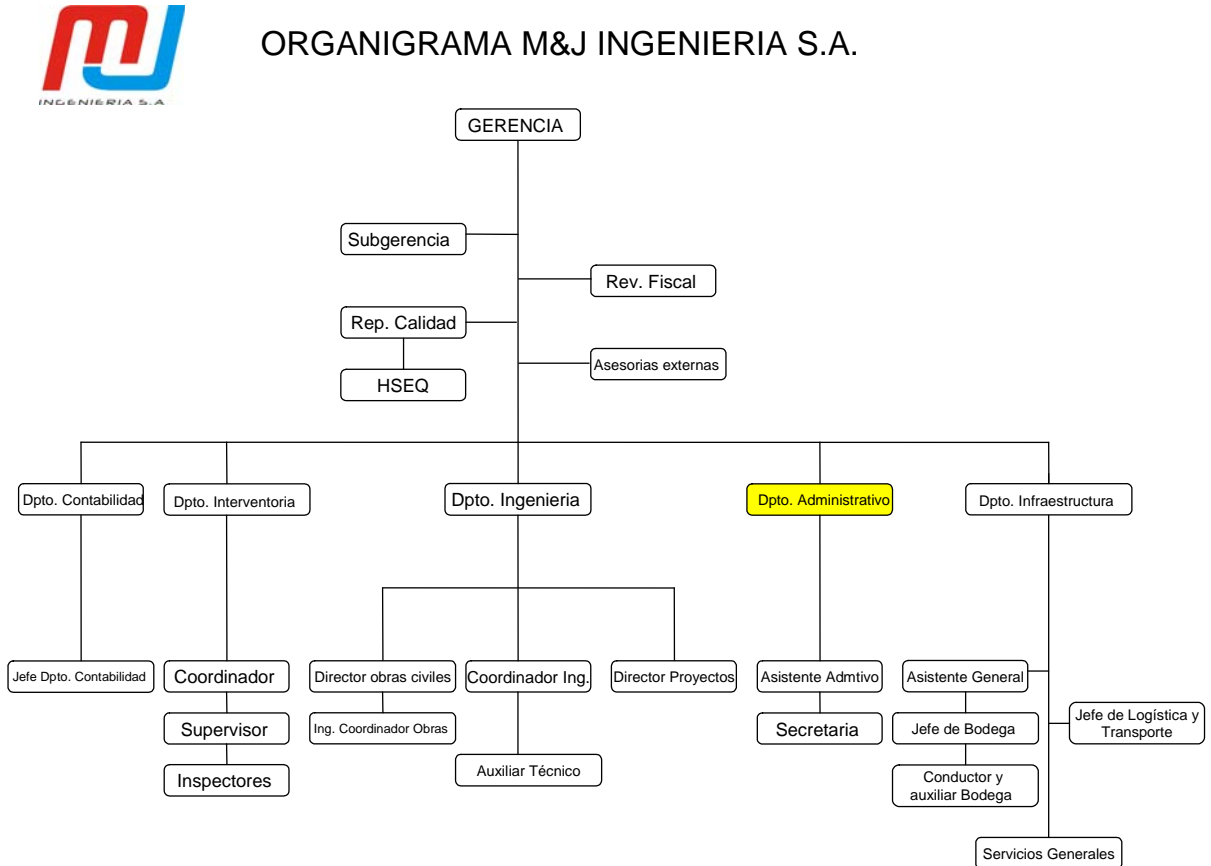 INGENIERIA S.A
ORGANIGRAMA M&J INGENIERIA S.A.
GERENCIA
Subgerencia
Rev. Fiscal
Rep. Calidad
HSEQ
Asesorias externas
Dpto. Contabilidad
Dpto. Interventoria
Dpto. Ingenieria
Dpto. Administrativo
Dpto. Infraestructura
Jefe Dpto. Contabilidad
Coordinador
Director obras civiles
Coordinador Ing.
Director Proyectos
Asistente Admtivo
Asistente General
Supervisor
Ing. Coordinador Obras
Secretaria
Jefe de Bodega
Jefe de Logística y
Transporte
Inspectores
Auxiliar Técnico
Conductor y
auxiliar Bodega
Servicios Generales